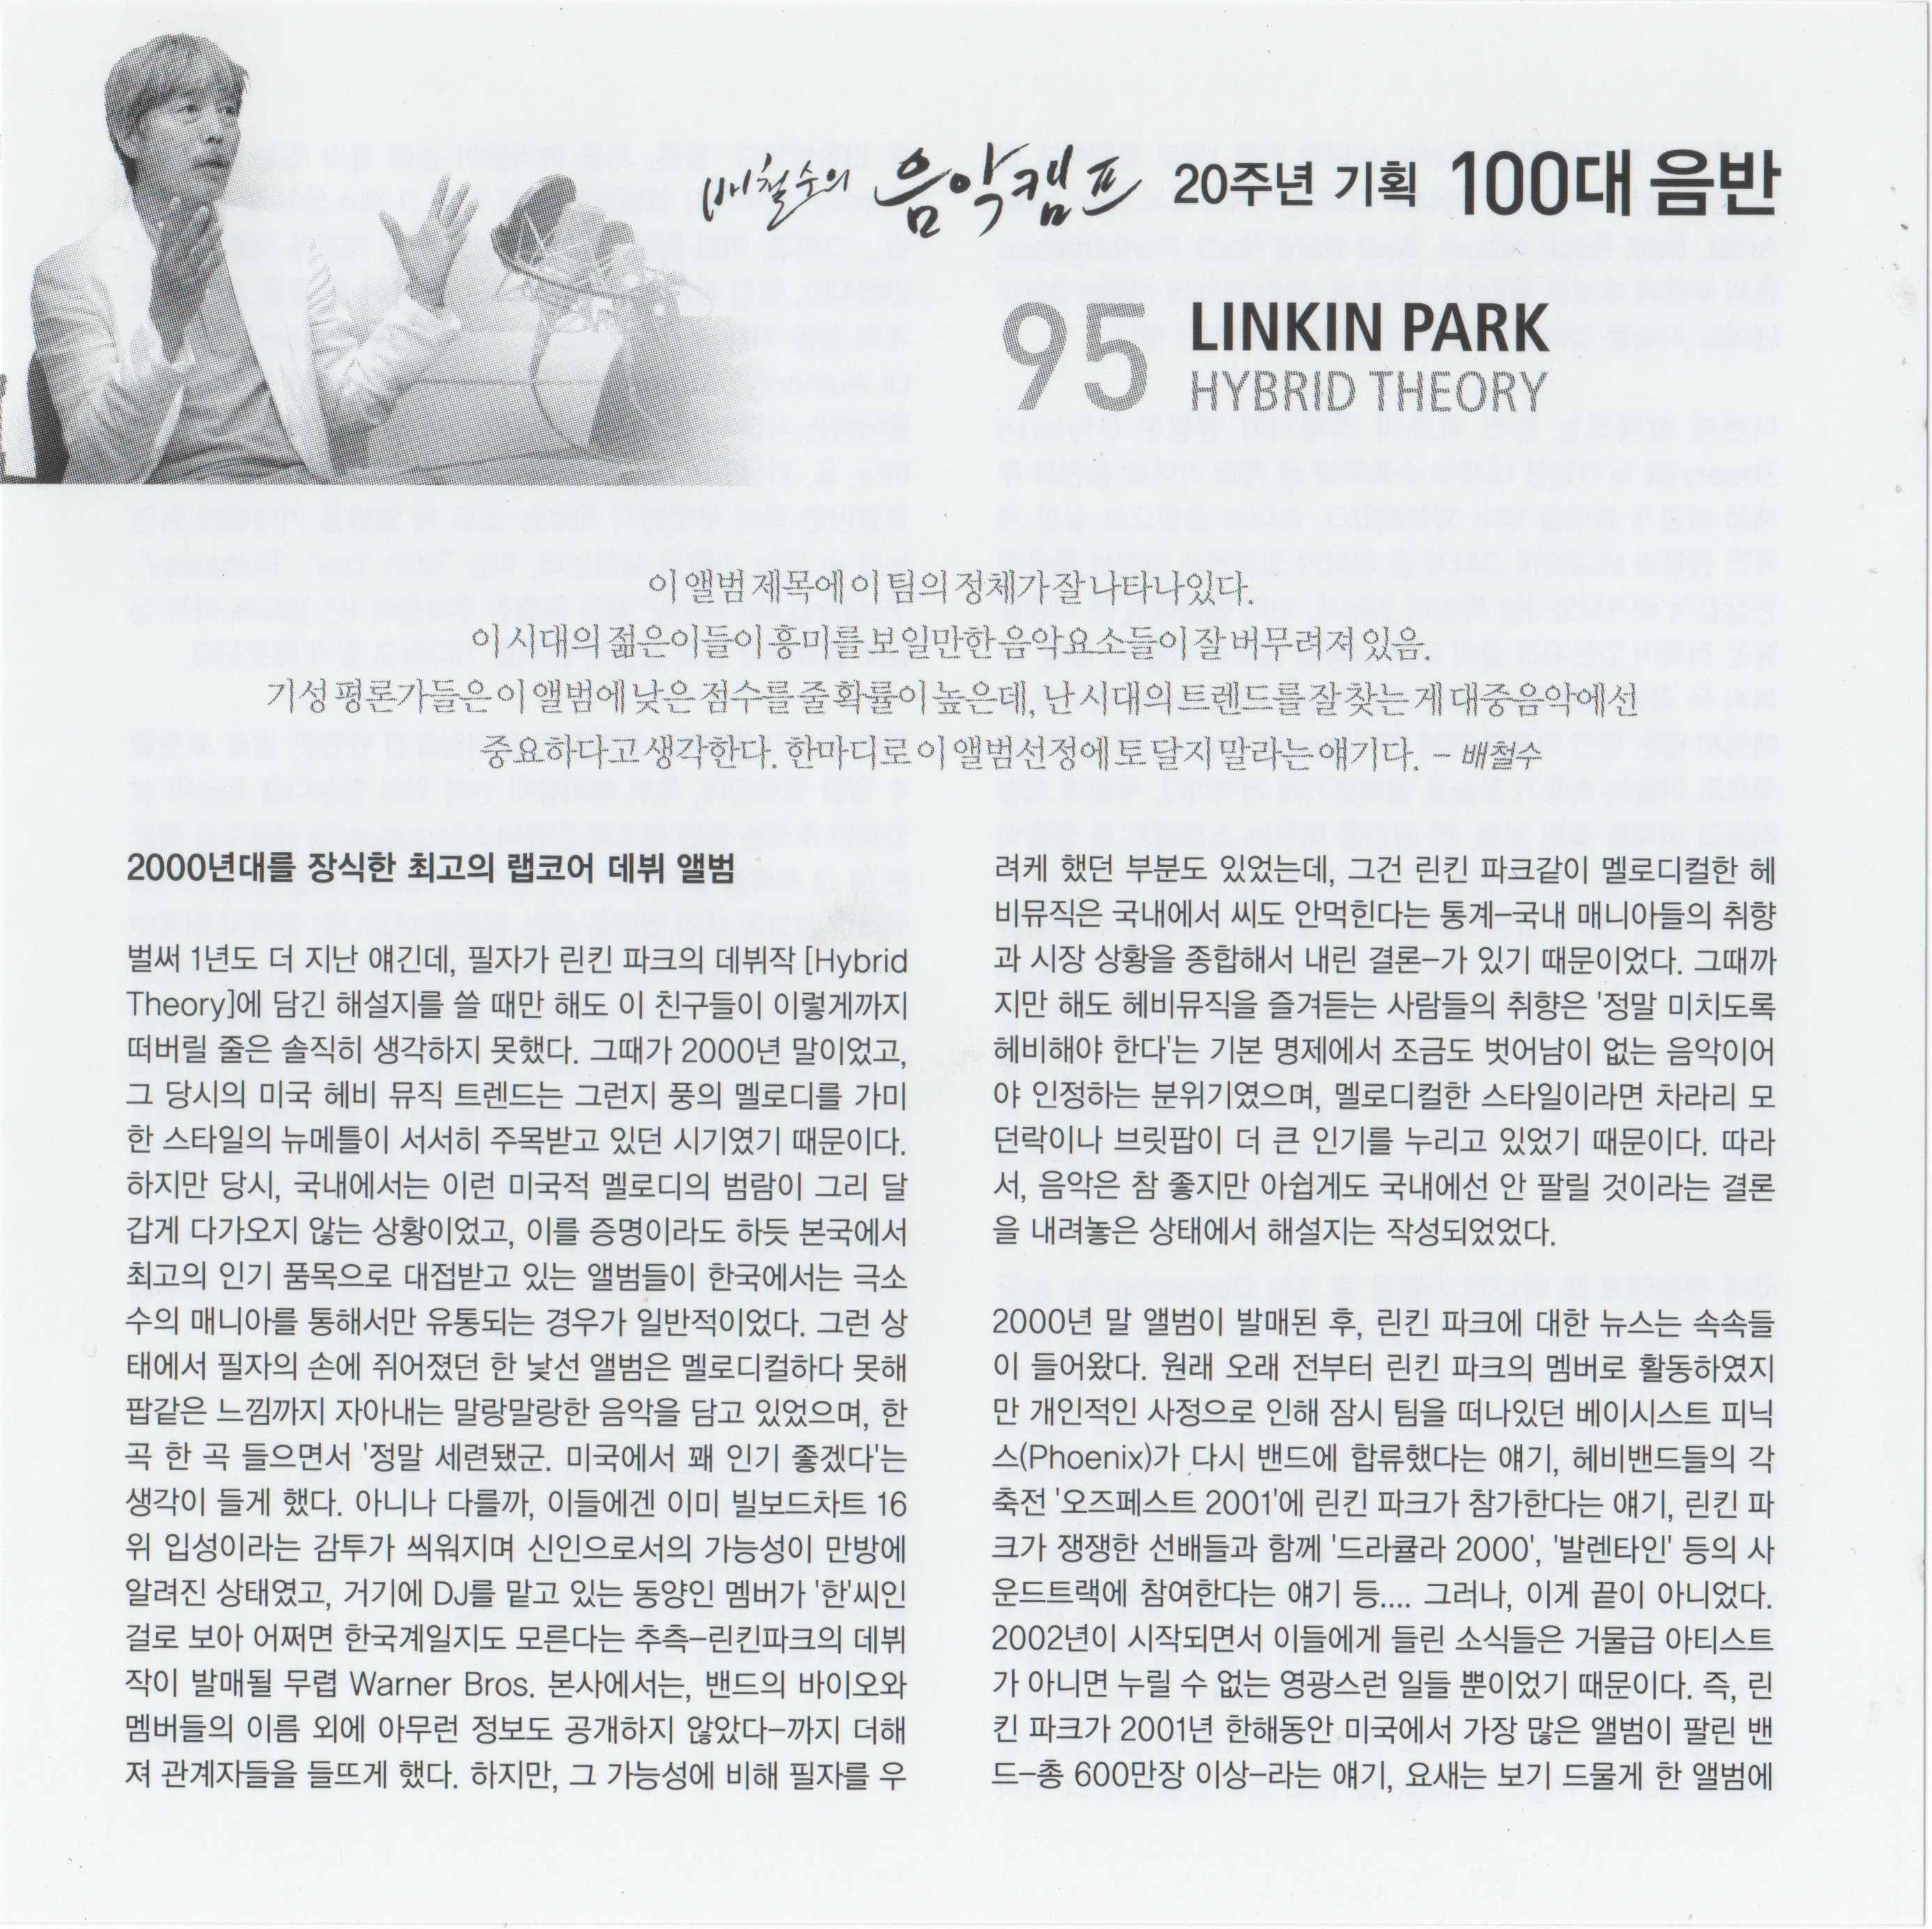 배철수의 음악캠프 20주년 기획 100대 음반
95 LINKIN PARK
HYBRID THEORY
이 앨범 제목에 이 팀의 정체가 잘 나타나있다.
이 시대의 젊은이들이 흥미를 보일만한 음악요소들이 잘 버무려져 있음.
기성 평론가들은 이 앨범에 낮은 점수를 줄 확률이 높은데, 난 시대의 트렌드를 잘 찾는 게 대중음악에선
중요하다고 생각한다. 한마디로 이 앨범선정에 토 달지 말라는 얘기다. - 배철수
2000년대를 장식한 최고의 랩코어 데뷔 앨범
벌써 1년도 더 지난 얘긴데, 필자가 린킨 파크의 데뷔작 [Hybrid
Theory]에 담긴 해설지를 쓸 때만 해도 이 친구들이 이렇게까지
떠버릴 줄은 솔직히 생각하지 못했다. 그때가 2000년 말이었고,
그 당시의 미국 헤비 뮤직 트렌드는 그런지 풍의 멜로디를 가미
한 스타일의 뉴메틀이 서서히 주목받고 있던 시기였기 때문이다.
하지만 당시, 국내에서는 이런 미국적 멜로디의 범람이 그리 달
갑게 다가오지 않는 상황이었고, 이를 증명이라도 하듯 본국에서
최고의 인기 품목으로 대접받고 있는 앨범들이 한국에서는 극소
수의 매니아를 통해서만 유통되는 경우가 일반적이었다. 그런 상
태에서 필자의 손에 쥐어졌던 한 낯선 앨범은 멜로디컬하다 못해
팝같은 느낌까지 자아내는 말랑말랑한 음악을 담고 있었으며, 한
곡 한 곡 들으면서 '정말 세련됐군. 미국에서 꽤 인기 좋겠다'는
생각이 들게 했다. 아니나 다를까, 이들에겐 이미 빌보드차트 16
위 입성이라는 감투가 씌워지며 신인으로서의 가능성이 만방에
알려진 상태였고, 거기에 DJ를 맡고 있는 동양인 멤버가 '한'씨인
걸로 보아 어쩌면 한국계일지도 모른다는 추측-린킨파크의 데뷔
작이 발매될 무렵 Warner Bros. 본사에서는, 밴드의 바이오와
멤버들의 이름 외에 아무런 정보도 공개하지 않았다-까지 더해
져 관계자들을 들뜨게 했다. 하지만, 그 가능성에 비해 필자를 우
려케 했던 부분도 있었는데, 그건 린킨 파크같이 멜로디컬한 헤
비뮤직은 국내에서 씨도 안먹힌다는 통계-국내 매니아들의 취향
과 시장 상황을 종합해서 내린 결론-가 있기 때문이었다. 그때까
지만 해도 헤비뮤직을 즐겨듣는 사람들의 취향은 '정말 미치도록
헤비해야 한다'는 기본 명제에서 조금도 벗어남이 없는 음악이어
야 인정하는 분위기였으며, 멜로디컬한 스타일이라면 차라리 모
던락이나 브릿팝이 더 큰 인기를 누리고 있었기 때문이다. 따라
서, 음악은 참 좋지만 아쉽게도 국내에선 안 팔릴 것이라는 결론
을 내려놓은 상태에서 해설지는 작성되었었다.
2000년 말 앨범이 발매된 후, 린킨 파크에 대한 뉴스는 속속들
이 들어왔다. 원래 오래 전부터 린킨 파크의 멤버로 활동하였지
만 개인적인 사정으로 인해 잠시 팀을 떠나있던 베이시스트 피닉
스(Phoenix)가 다시 밴드에 합류했다는 얘기, 헤비밴드들의 각
축전 '오즈페스트 2001'에 린킨 파크가 참가한다는 얘기, 린킨 파
크가 쟁쟁한 선배들과 함께 '드라큘라 2000', '발렌타인' 등의 사
운드트랙에 참여한다는 얘기 등.... 그러나, 이게 끝이 아니었다.
2002년이 시작되면서 이들에게 들린 소식들은 거물급 아티스트
가 아니면 누릴 수 없는 영광스런 일들 뿐이었기 때문이다. 즉, 린
킨 파크가 2001년 한해동안 미국에서 가장 많은 앨범이 팔린 밴
드-총 600만장 이상-라는 얘기, 요새는 보기 드물게 한 앨범에